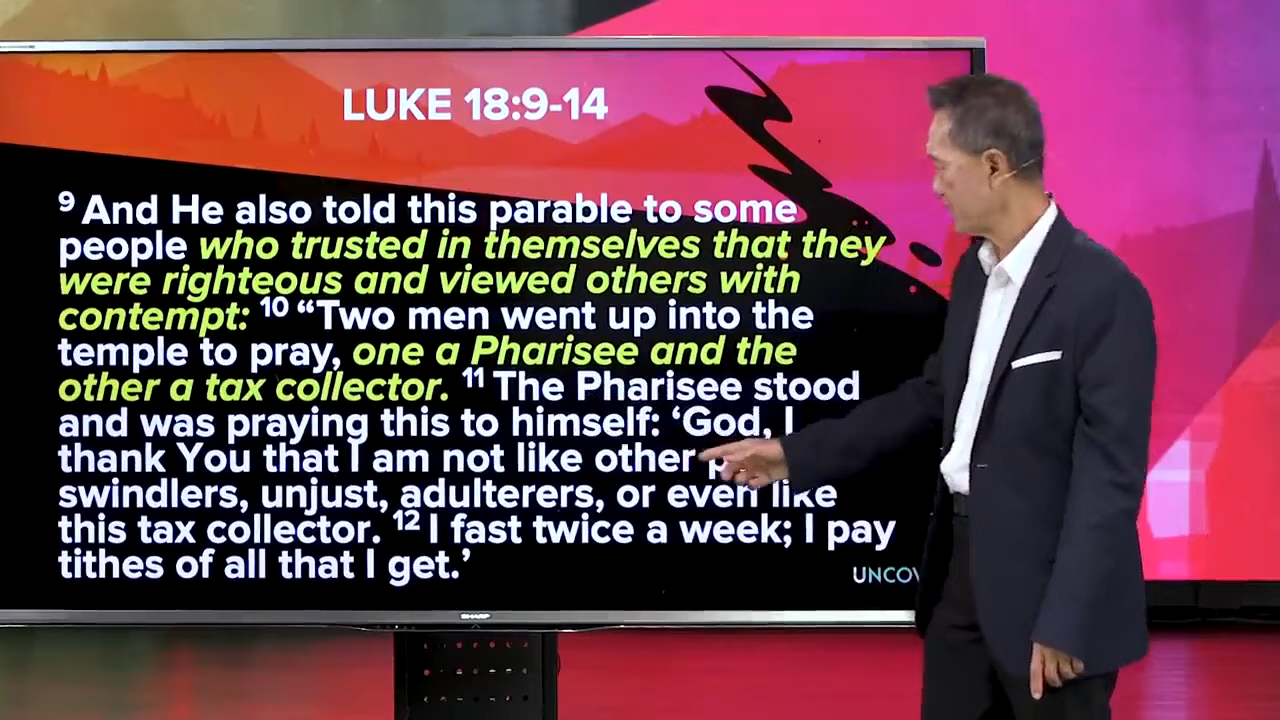 LUKE 18:9-14
9 And He also told this parable to some
people who trusted in themselves that they
were righteous and viewed others with
contempt: 10 “Two men went up into the
temple to pray, one a Pharisee and the
other a tax collector. 11 The Pharisee stood
and was praying this to himself: ‘God, I
thank You that I am not like other
swindlers, unjust, adulterers, or even like
this tax collector. 12 I fast twice a week; I pay
tithes of all that I get.’
UNCOV
SHARP